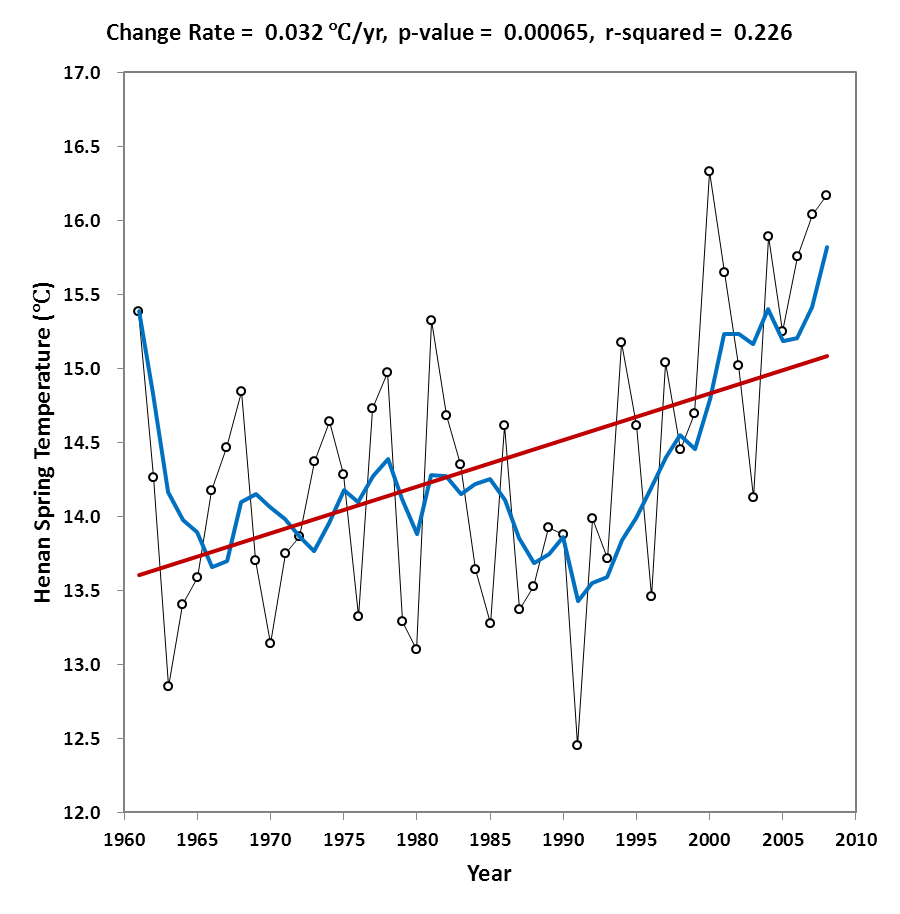 Change Rate = 0.032 ℃/yr, p-value = 0.00065, r-squared = 0.226
17.0
16.5
16.0
15.5
15.0
14.5
14.0
13.5
13.0
12.5
12.0
Henan Spring Temperature (℃)
1960 1965 1970 1975 1980 1985 1990 1995 2000 2005 2010
Year